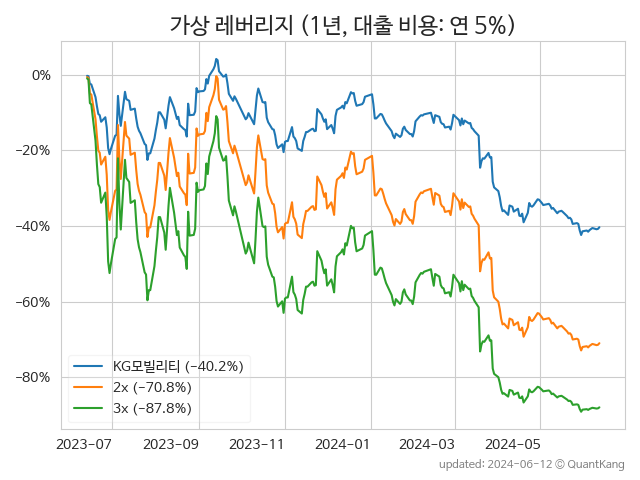 가상 레버리지 (1년, 대출 비용: 연 5%)
0%
−20%
−40%
−60%
−80%
KG모빌리티 (−40.2%)
2x (−70.8%)
3x (−87.8%)
2023-07 2023-09 2023-11 2024-01 2024-03 2024-05
updated: 2024-06-12 © QuantKang